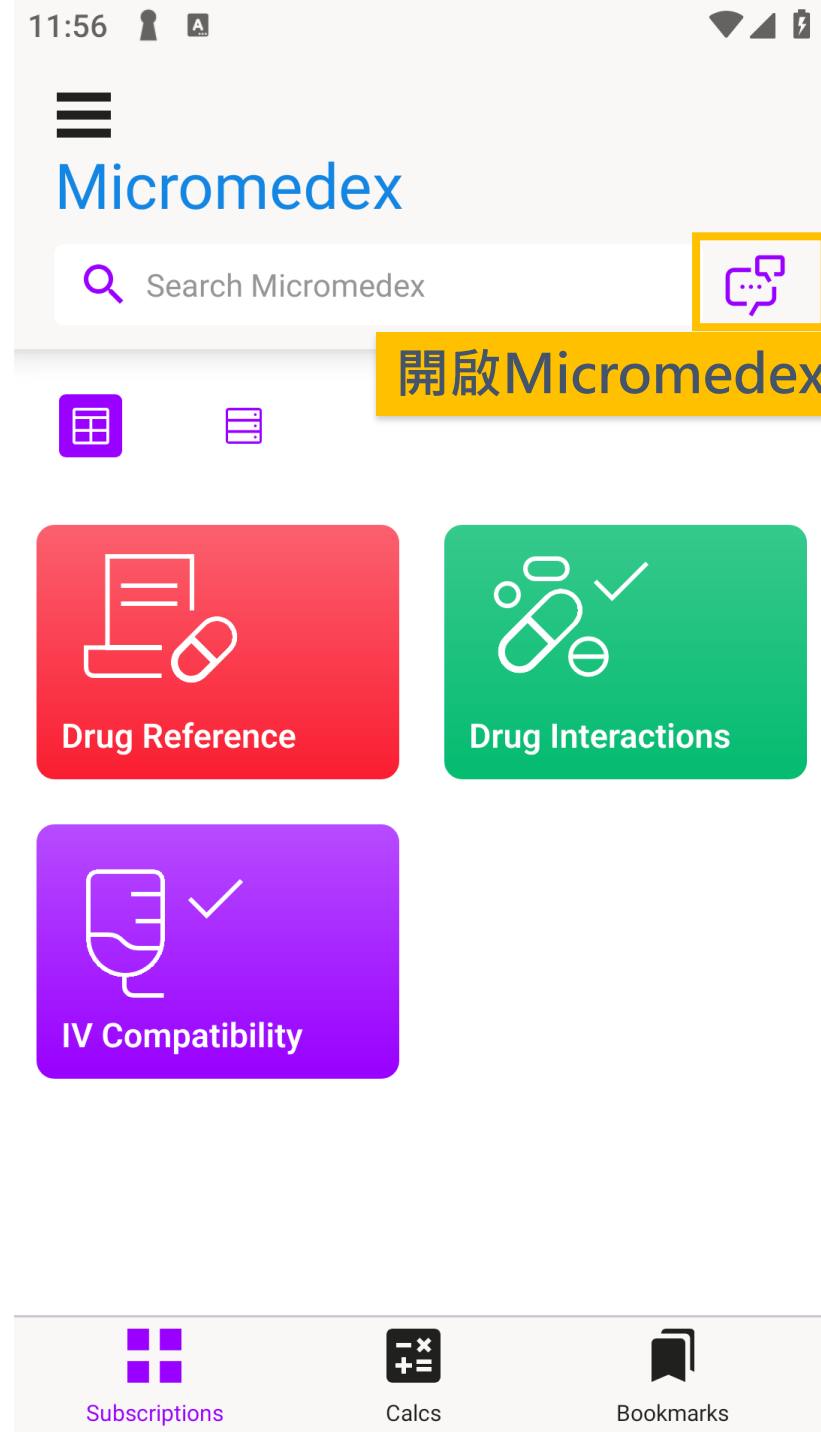 11:56
Micromedex
Search Micromedex
開啟Micromedex
Drug Reference
Drug Interactions
IV Compatibility
Subscriptions
Calcs
Bookmarks